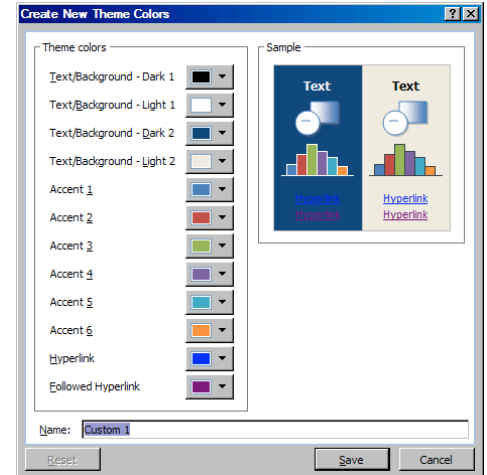 Create New Theme Colors
Theme colors
Text/Background - Dark 1
Text/Background - Light 1
Text/Background - Dark 2
Text/Background - Light 2
Accent 1
Accent 2
Accent 3
Accent 4
Accent 5
Accent 6
Hyperlink
Followed Hyperlink
Sample
Text Text
Hyperlink Hyperlink
Hyperlink Hyperlink
Name: Custom 1
Reset Save Cancel